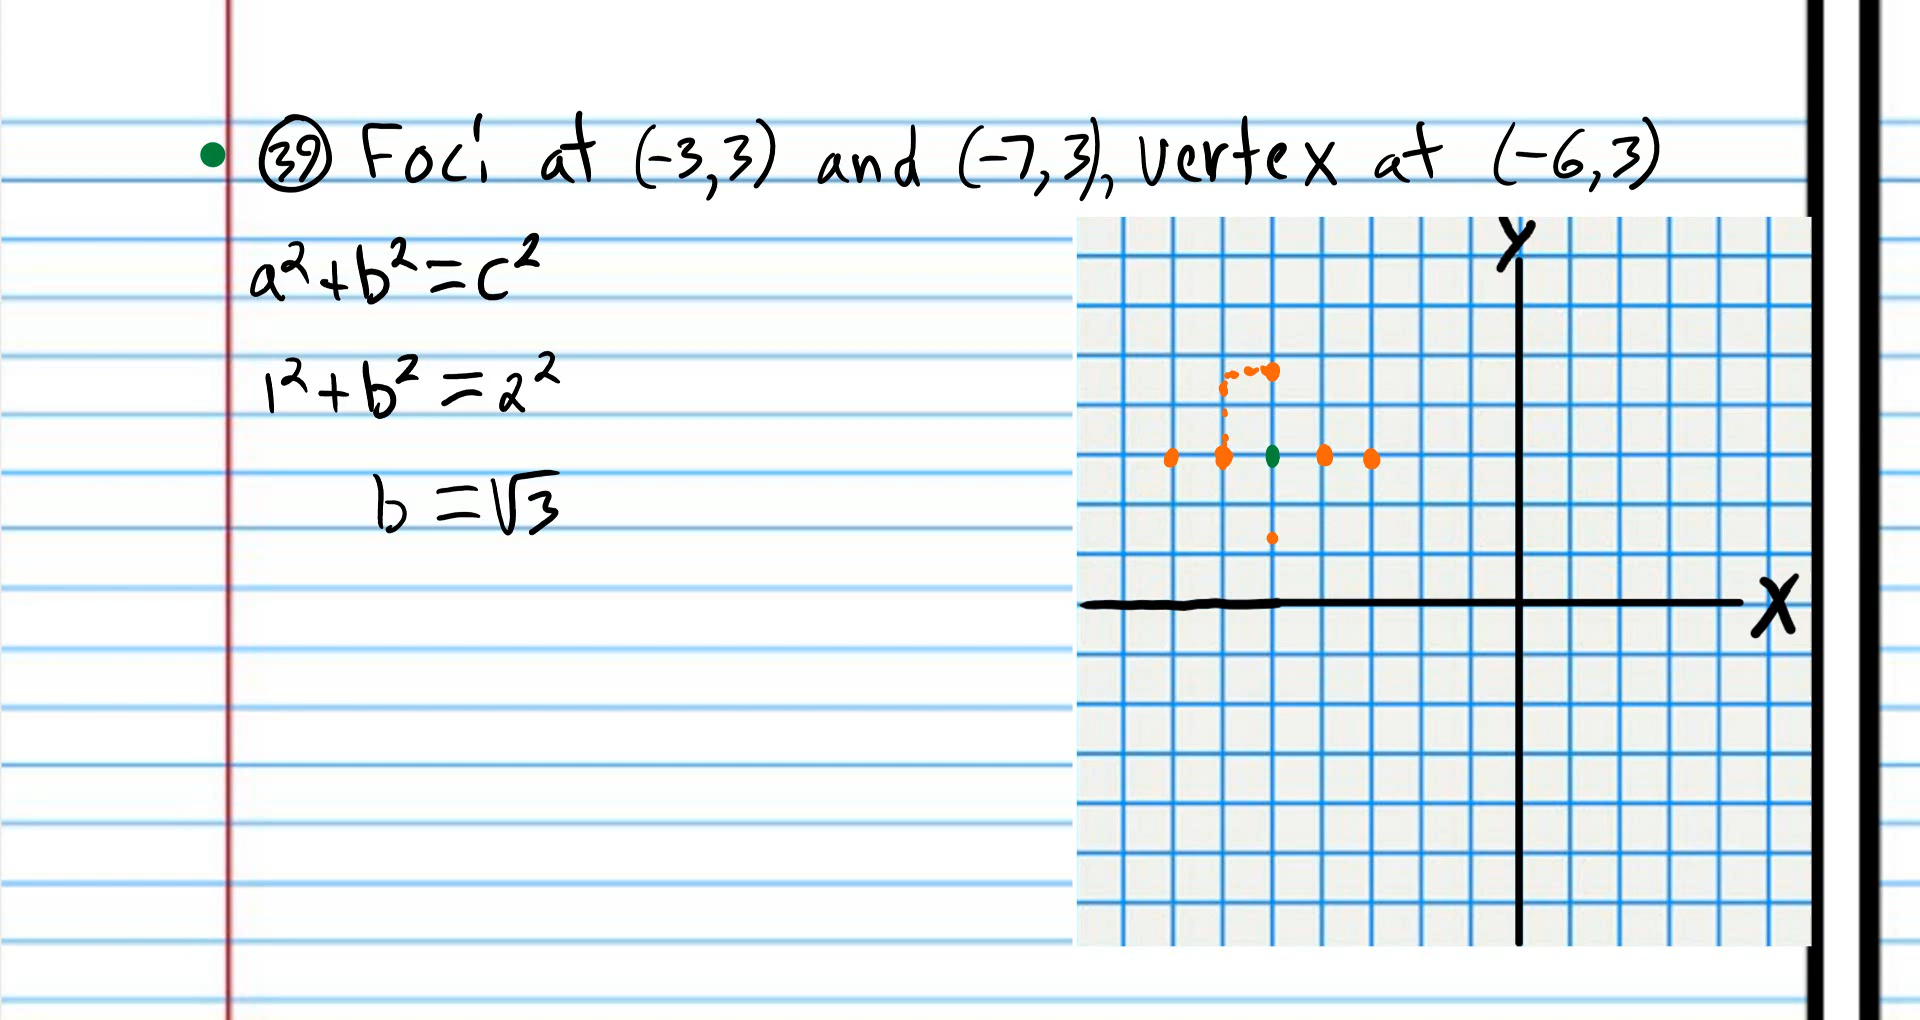 39 Foci at (-3,3) and (-7,3), vertex at (-6,3)
a²+b²=c²
1²+b²=2²
b=√3
Y
X